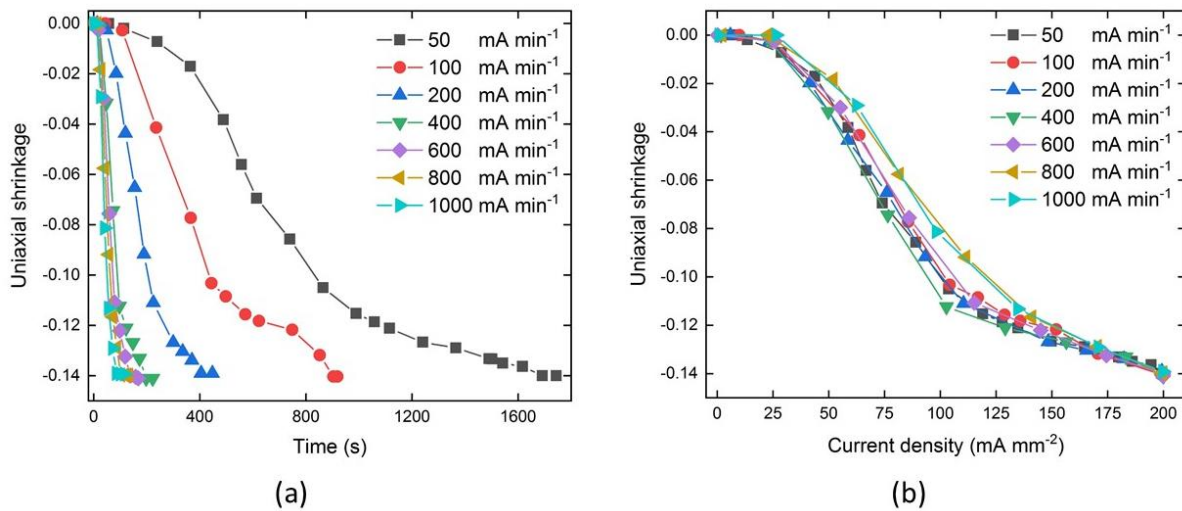 0.00
-0.02
-0.04
-0.06
-0.08
-0.10
-0.12
-0.14
Uniaxial shrinkage
50 mA min⁻¹
100 mA min⁻¹
200 mA min⁻¹
400 mA min⁻¹
600 mA min⁻¹
800 mA min⁻¹
1000 mA min⁻¹
0 400 800 1200 1600
Time (s)
(a)
0.00
-0.02
-0.04
-0.06
-0.08
-0.10
-0.12
-0.14
Uniaxial shrinkage
50 mA min⁻¹
100 mA min⁻¹
200 mA min⁻¹
400 mA min⁻¹
600 mA min⁻¹
800 mA min⁻¹
1000 mA min⁻¹
0 25 50 75 100 125 150 175 200
Current density (mA mm⁻²)
(b)